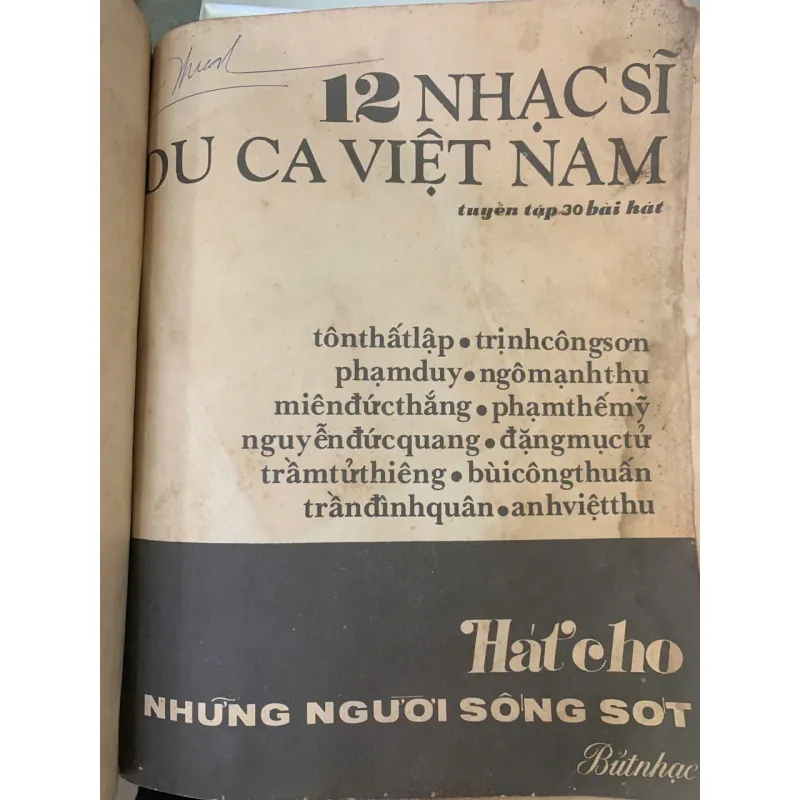 12 NHẠC SĨ
DU CA VIỆT NAM
tuyển tập 30 bài hát
tônthấtlập • trịnhcôngsơn
phạmduy • ngômạnhthu
miênđứcthắng • phạmthếmỹ
nguyễnđứcquang • đặngmụctử
trầmtửthiêng • bùicôngthuấn
trầnđìnhquân • anhviệtthu
Hát cho
NHỮNG NGƯỜI SỐNG SÓT
Bútnhạc